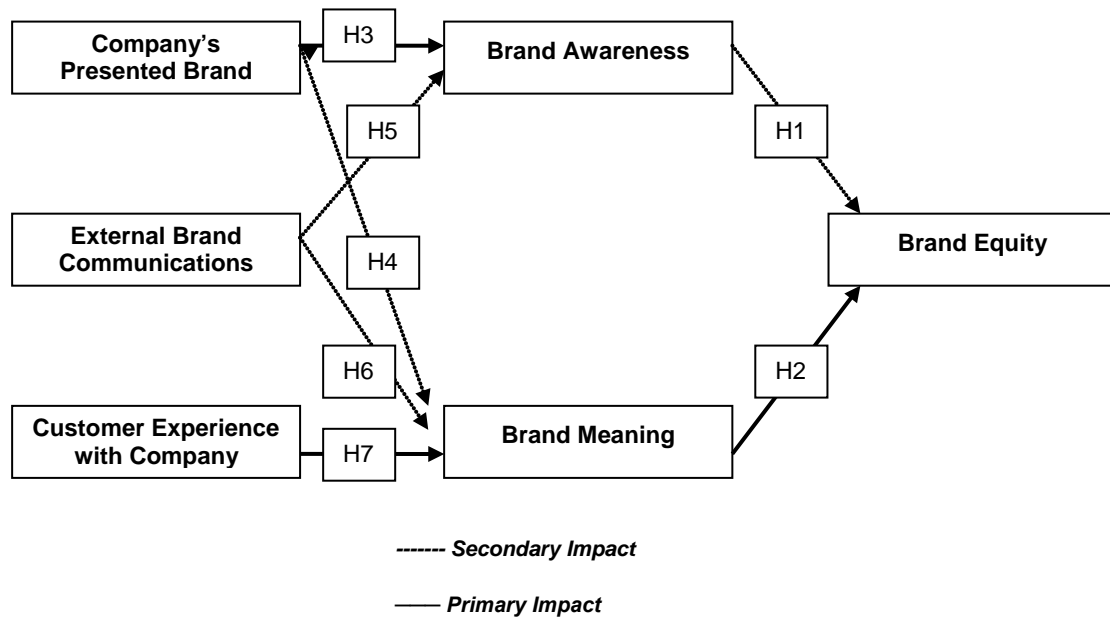 Company’s
Presented Brand
H3
Brand Awareness
H5
H1
External Brand
Communications
H4
Brand Equity
H6
H2
Customer Experience
with Company
H7
Brand Meaning
------- Secondary Impact
—— Primary Impact